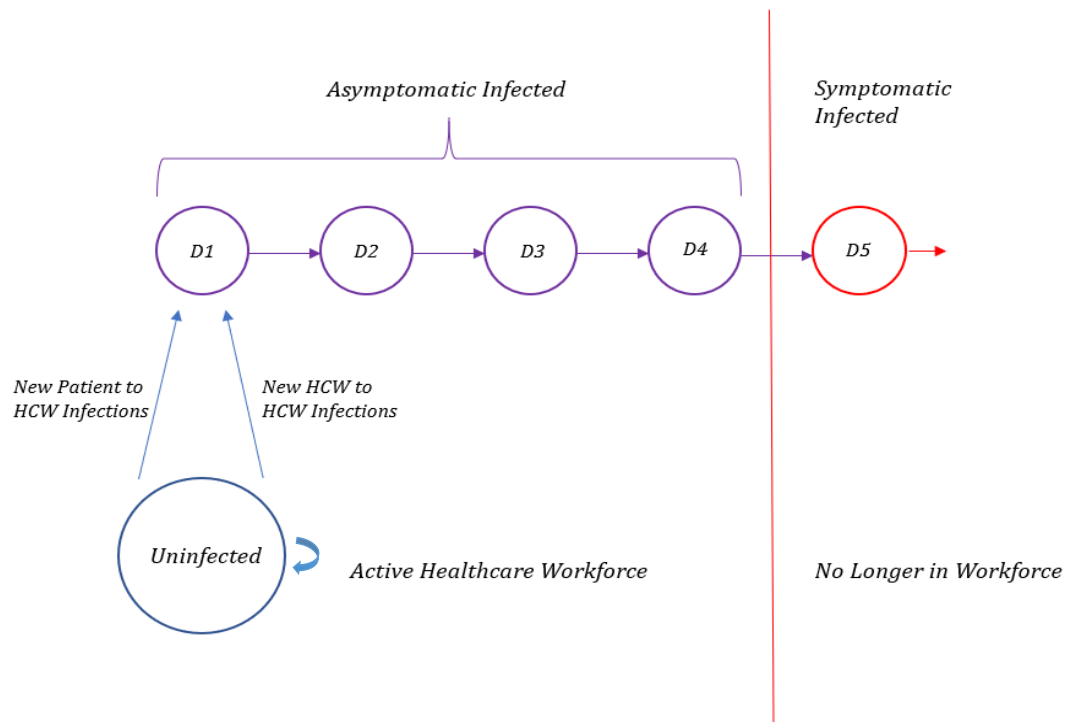 Asymptomatic Infected
Symptomatic
Infected
D1
D2
D3
D4
D5
New Patient to
HCW Infections
New HCW to
HCW Infections
Uninfected
Active Healthcare Workforce
No Longer in Workforce